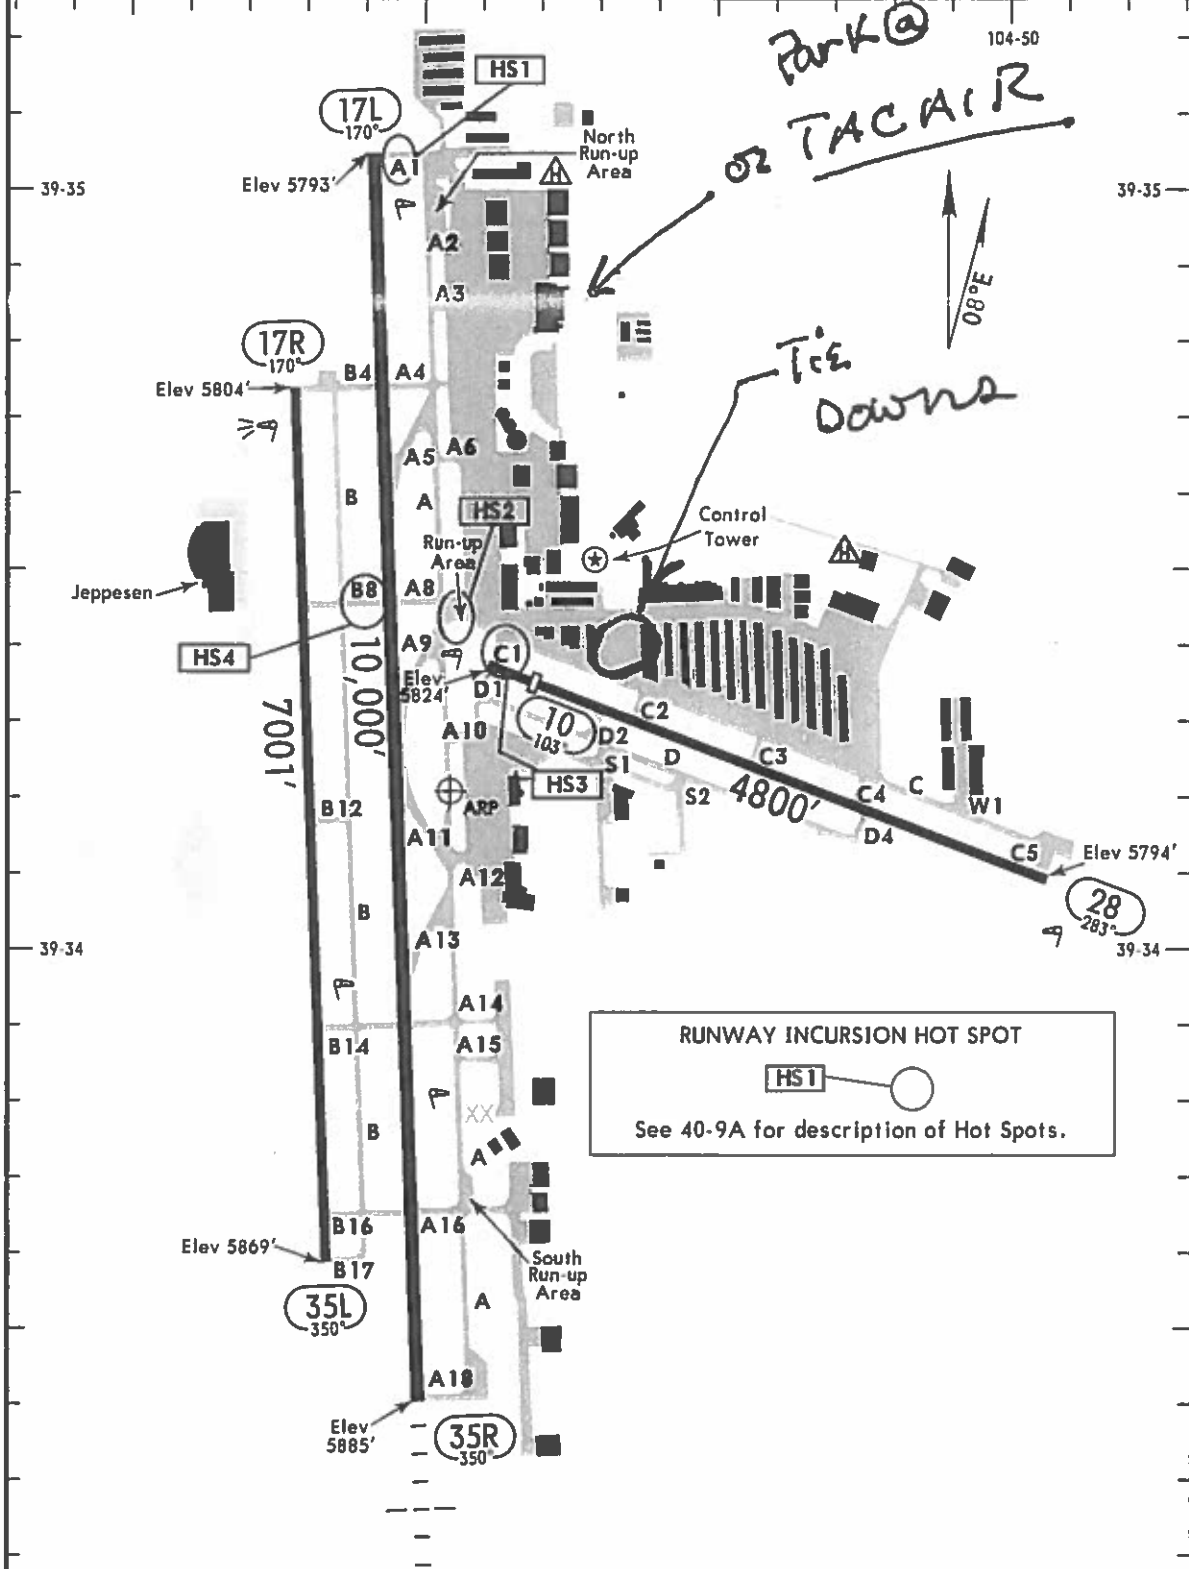 Park @
104-50
or TACAIR
HS1
17L
170°
A1
North
Run-up
Area
H
Elev 5793'
39-35
39-35
A2
A3
08°E
17R
170°
B4
A4
Elev 5804'
Tie
Downs
A5
A6
B
A
HS2
Control
Tower
Run-up
Area
H
Jeppesen
B8
A8
HS4
A9
C1
Elev
5824'
D1
10,000'
7001'
C2
10
103
A10
D2
D
C3
S1
HS3
S2
4800'
C4
C
W1
ARP
B12
A11
D4
C5
Elev 5794'
A12
28
283°
B
A13
39-34
39-34
A14
B14
A15
RUNWAY INCURSION HOT SPOT
HS1
See 40-9A for description of Hot Spots.
XX
B
A
B16
A16
Elev 5869'
B17
South
Run-up
Area
35L
350°
A
A18
Elev
5885'
35R
350°